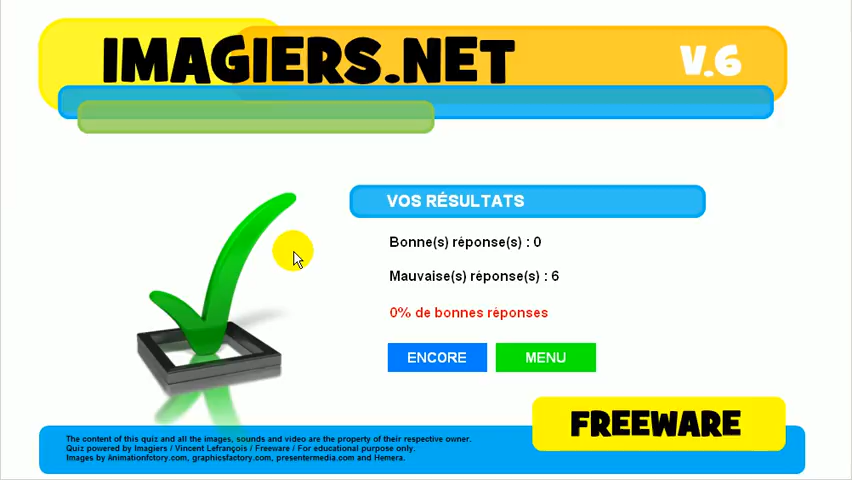 IMAGIERS.NET
V.6
VOS RÉSULTATS
Bonne(s) réponse(s) : 0
Mauvaise(s) réponse(s) : 6
0% de bonnes réponses
ENCORE
MENU
FREEWARE
The content of this quiz and all the images, sounds and video are the property of their respective owner.
Quiz powered by Imagiers / Vincent Lefrançois / Freeware / For educational purpose only.
Images by Animationfctory.com, graphicsfactory.com, presentermedia.com and Hemera.